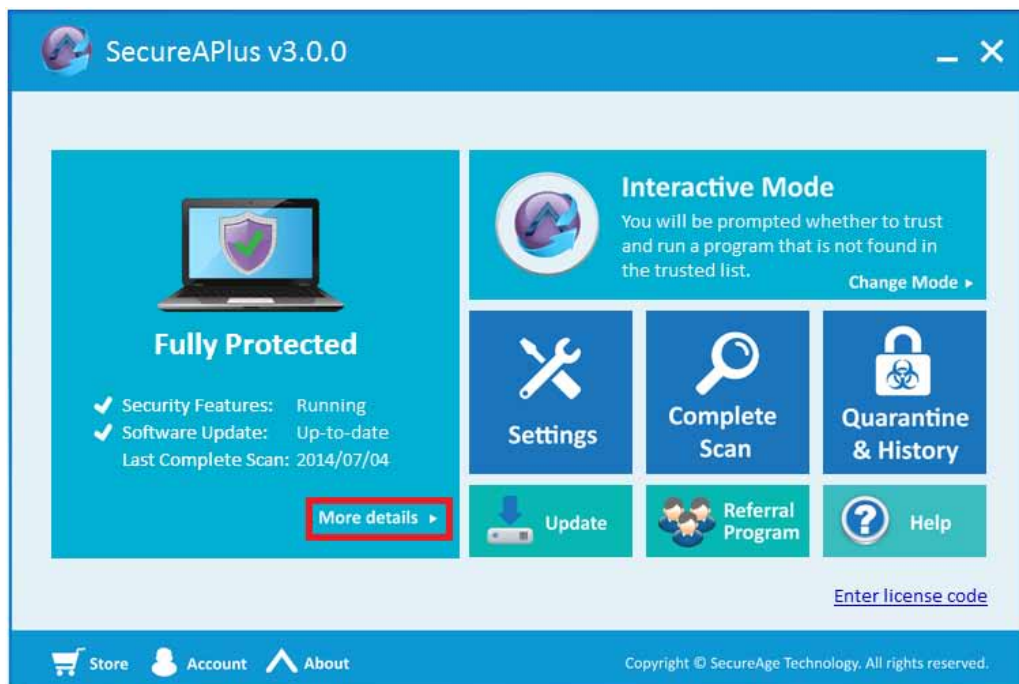 SecureAPlus v3.0.0
Fully Protected
Security Features: Running
Software Update: Up-to-date
Last Complete Scan: 2014/07/04
More details
Interactive Mode
You will be prompted whether to trust
and run a program that is not found in
the trusted list.
Change Mode
Settings
Complete
Scan
Quarantine
& History
Update
Referral
Program
Help
Enter license code
Store
Account
About
Copyright © SecureAge Technology. All rights reserved.